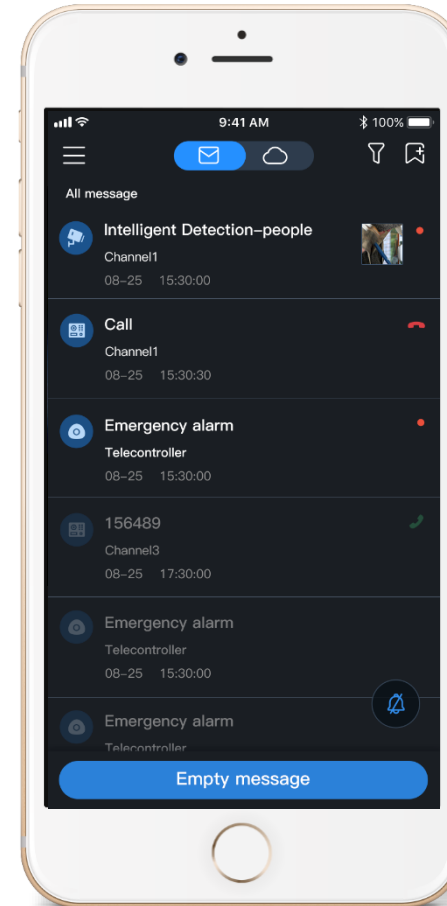 9:41 AM
100%
All message
Intelligent Detection-people
Channel1
08-25 15:30:00
Call
Channel1
08-25 15:30:30
Emergency alarm
Telecontroller
08-25 15:30:00
156489
Channel3
08-25 17:30:00
Emergency alarm
Telecontroller
08-25 15:30:00
Emergency alarm
Telecontroller
Empty message